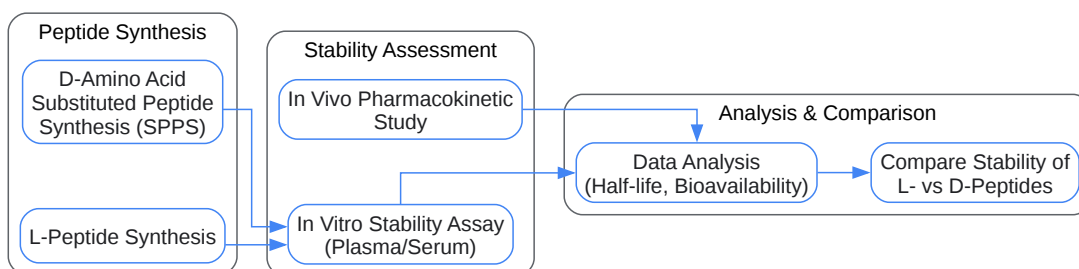 Peptide Synthesis
D-Amino Acid
Substituted Peptide
Synthesis (SPPS)
L-Peptide Synthesis
Stability Assessment
In Vivo Pharmacokinetic
Study
In Vitro Stability Assay
(Plasma/Serum)
Analysis & Comparison
Data Analysis
(Half-life, Bioavailability)
Compare Stability of
L- vs D-Peptides